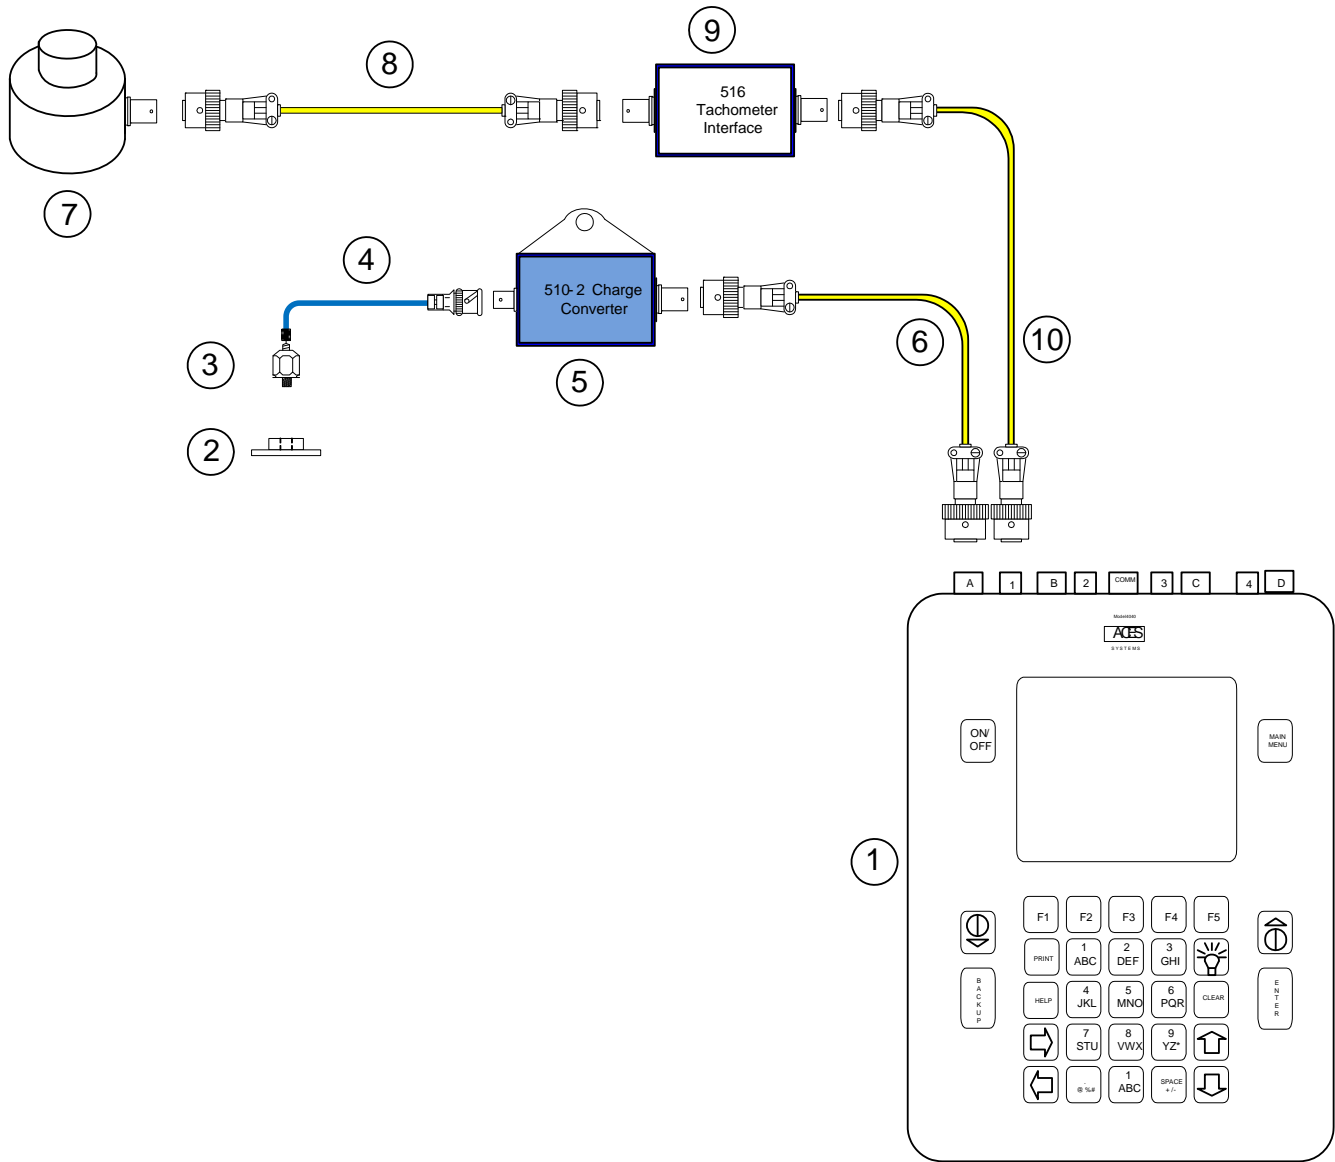 9
8
516
Tachometer
Interface
7
4
510-2 Charge
Converter
6
10
3
5
2
A
1
B
2
COMM
3
C
4
D
Model4040
ACES
SYSTEMS
ON/
OFF
MAIN
MENU
1
F1
F2
F3
F4
F5
PRINT
1
ABC
2
DEF
3
GHI
BACKUP
ENTER
HELP
4
JKL
5
MNO
6
PQR
CLEAR
7
STU
8
VWX
9
YZ*
.
@ %#
1
ABC
SPACE
+ /-